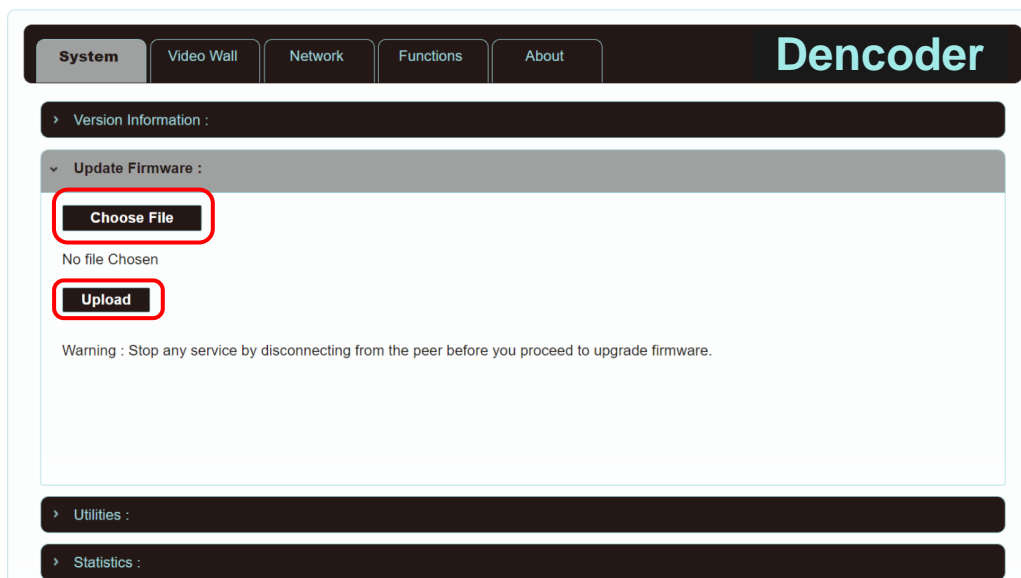 System Video Wall Network Functions About Dencoder
Version Information :
Update Firmware :
Choose File
No file Chosen
Upload
Warning : Stop any service by disconnecting from the peer before you proceed to upgrade firmware.
Utilities :
Statistics :